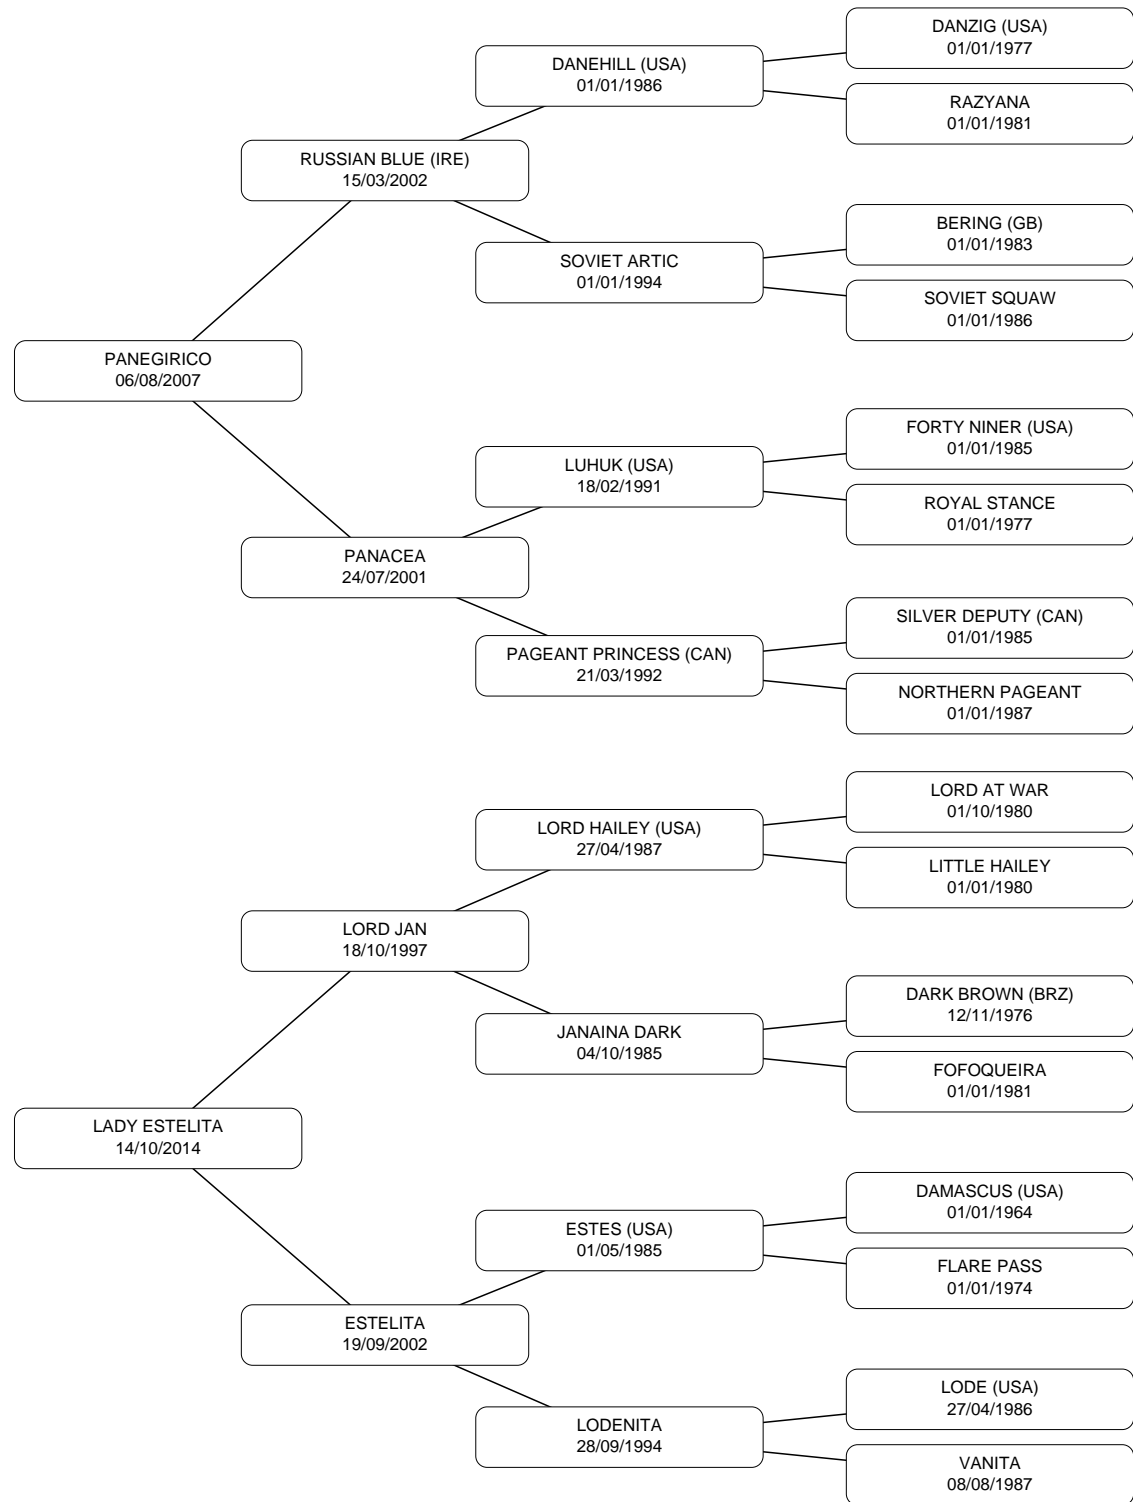 DANZIG (USA)
01/01/1977
DANEHILL (USA)
01/01/1986
RAZYANA
01/01/1981
RUSSIAN BLUE (IRE)
15/03/2002
BERING (GB)
01/01/1983
SOVIET ARTIC
01/01/1994
SOVIET SQUAW
01/01/1986
PANEGIRICO
06/08/2007
FORTY NINER (USA)
01/01/1985
LUHUK (USA)
18/02/1991
ROYAL STANCE
01/01/1977
PANACEA
24/07/2001
SILVER DEPUTY (CAN)
01/01/1985
PAGEANT PRINCESS (CAN)
21/03/1992
NORTHERN PAGEANT
01/01/1987
LORD AT WAR
01/10/1980
LORD HAILEY (USA)
27/04/1987
LITTLE HAILEY
01/01/1980
LORD JAN
18/10/1997
DARK BROWN (BRZ)
12/11/1976
JANAINA DARK
04/10/1985
FOFOQUEIRA
01/01/1981
LADY ESTELITA
14/10/2014
DAMASCUS (USA)
01/01/1964
ESTES (USA)
01/05/1985
FLARE PASS
01/01/1974
ESTELITA
19/09/2002
LODE (USA)
27/04/1986
LODENITA
28/09/1994
VANITA
08/08/1987